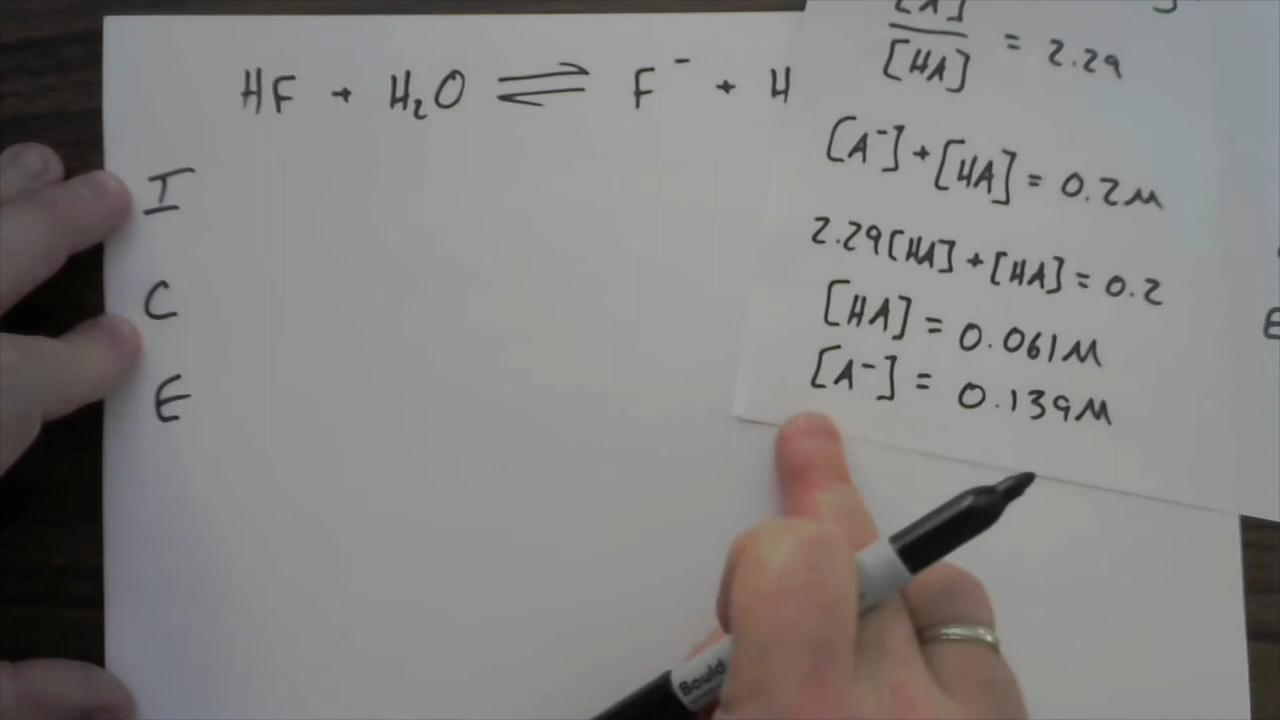 HF + H₂O ⇌ F⁻ + H
I
C
E
[A]
[HA] = 2.29
[A⁻] + [HA] = 0.2M
2.29[HA] + [HA] = 0.2
[HA] = 0.061M
[A⁻] = 0.139M
E
Bould